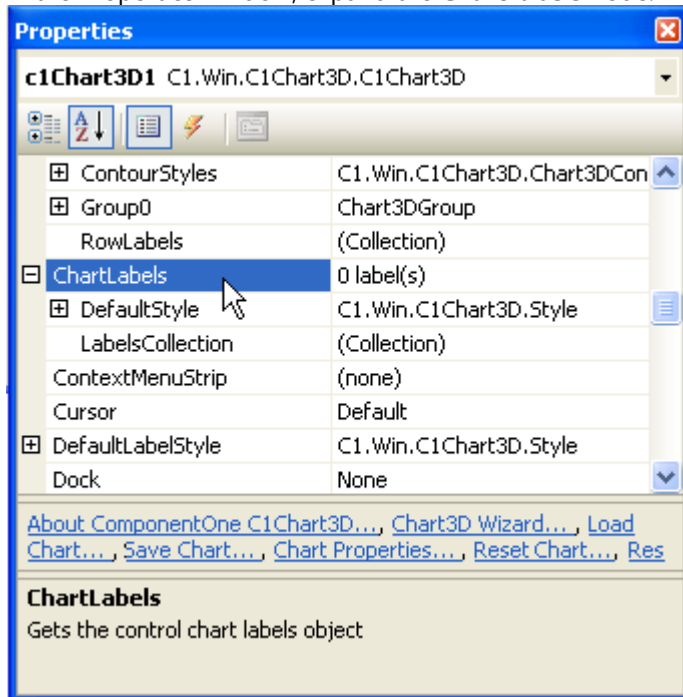 Properties
c1Chart3D1 C1.Win.C1Chart3D.C1Chart3D
ContourStyles C1.Win.C1Chart3D.Chart3DCon
Group0 Chart3DGroup
RowLabels (Collection)
ChartLabels 0 label(s)
DefaultStyle C1.Win.C1Chart3D.Style
LabelsCollection (Collection)
ContextMenuStrip (none)
Cursor Default
DefaultLabelStyle C1.Win.C1Chart3D.Style
Dock None
About ComponentOne C1Chart3D..., Chart3D Wizard..., Load
Chart..., Save Chart..., Chart Properties..., Reset Chart..., Res
ChartLabels
Gets the control chart labels object